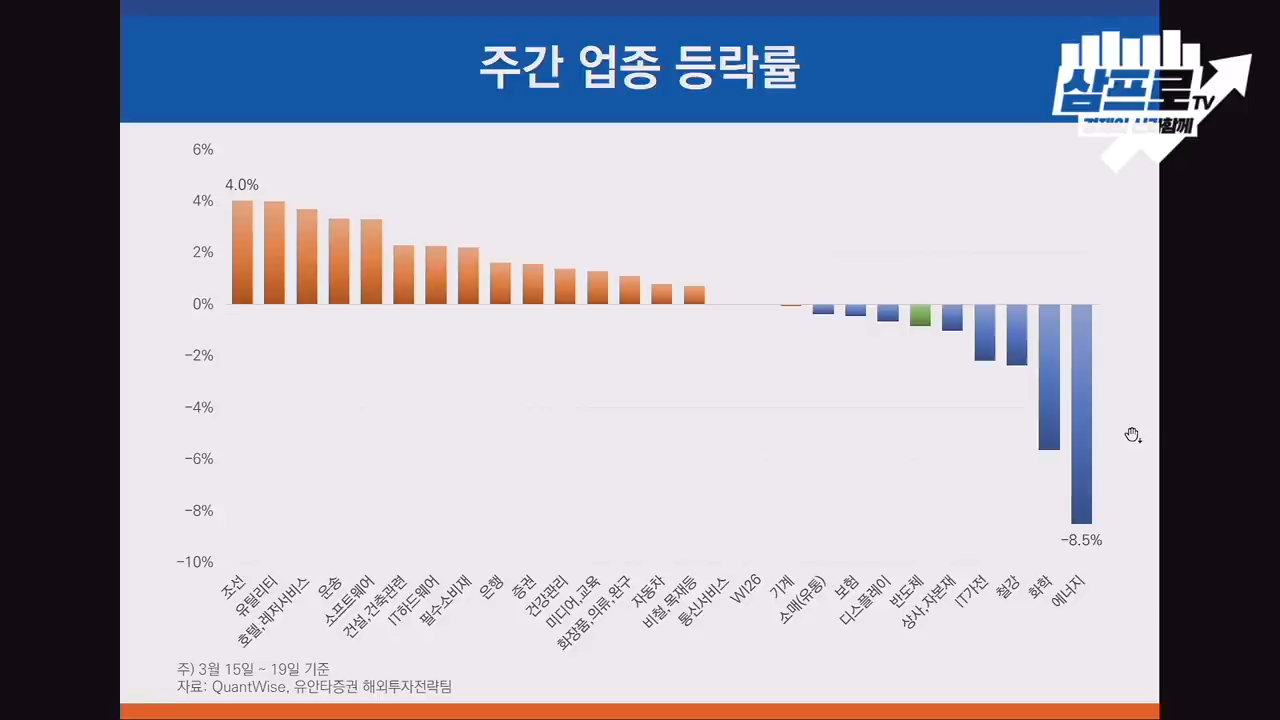 주간 업종 등락률
삼프로TV
경제의 신과함께
6%
4%
2%
0%
-2%
-4%
-6%
-8%
-10%
4.0%
-8.5%
조선
유틸리티
호텔,레저서비스
운송
소프트웨어
건설,건축관련
IT하드웨어
필수소비재
은행
증권
건강관리
미디어,교육
화장품,의류,완구
자동차
비철,목재등
통신서비스
WI26
기계
소매(유통)
보험
디스플레이
반도체
상사,자본재
IT가전
철강
화학
에너지
주) 3월 15일 ~ 19일 기준
자료: QuantWise, 유안타증권 해외투자전략팀